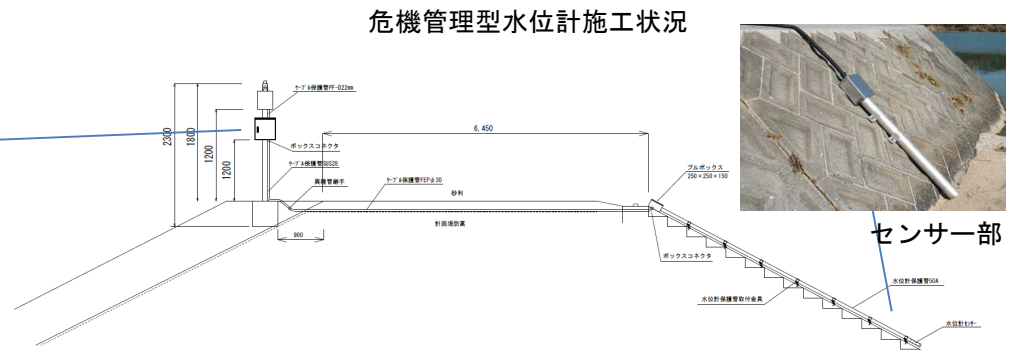 危機管理型水位計施工状況
ケーブル保護管PF-D22mm
6,450
2300
1800
1200
1200
ボックスコネクタ
プルボックス
250×250×150
ケーブル保護管SUS28
異種管継手
ケーブル保護管FEPφ30
砂利
計画堤防高
900
センサー部
ボックスコネクタ
水位計保護管50A
水位計保護管取付金具
水位計センサー